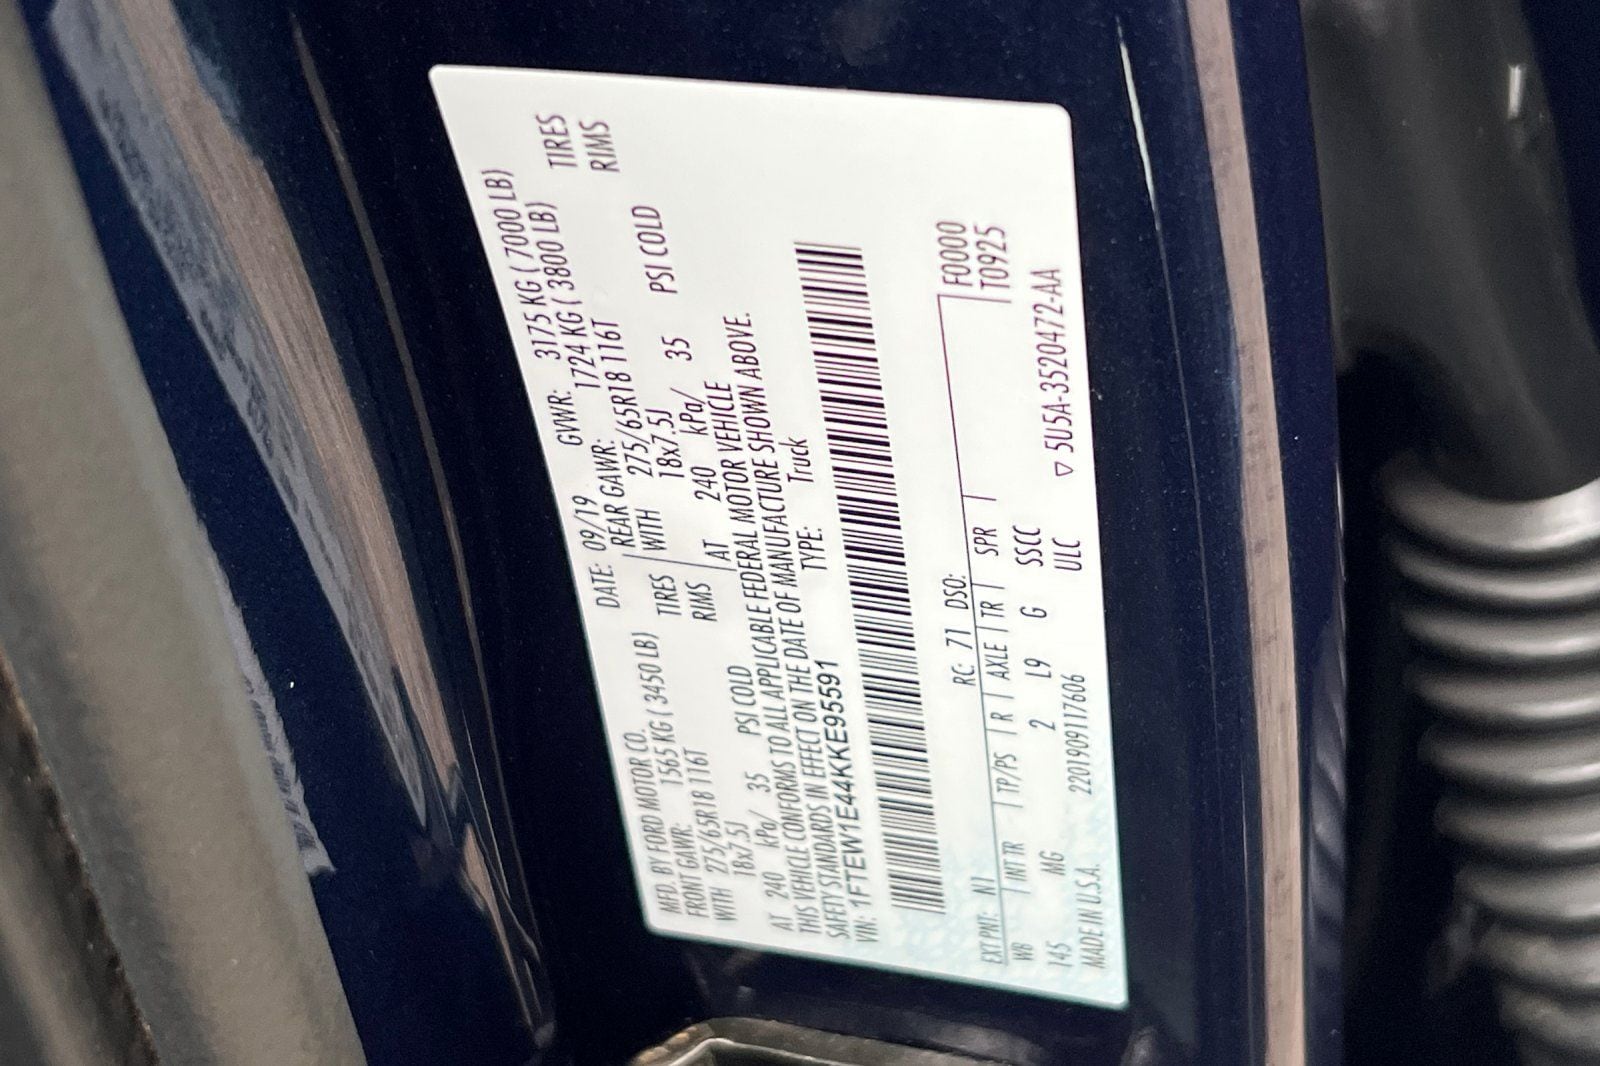 MFD. BY FORD MOTOR CO. DATE: 09/19 GVWR: 3175 KG ( 7000 LB)
FRONT GAWR: 1565 KG ( 3450 LB) REAR GAWR: 1724 KG ( 3800 LB)
WITH 275/65R18 116T TIRES WITH 275/65R18 116T TIRES
18x7.5J RIMS 18x7.5J RIMS
AT 240 kPa/ 35 PSI COLD AT 240 kPa/ 35 PSI COLD
THIS VEHICLE CONFORMS TO ALL APPLICABLE FEDERAL MOTOR VEHICLE
SAFETY STANDARDS IN EFFECT ON THE DATE OF MANUFACTURE SHOWN ABOVE.
VIN: 1FTEW1E44KKE95591 TYPE: Truck
F0000
EXT PNT: N1 RC: 71 DSO: T0925
WB INT TR TP/PS R AXLE TR SPR
145 MG 2 L9 G SSCC
MADE IN U.S.A. 2201909117606 ULC ▽ 5U5A-3520472-AA